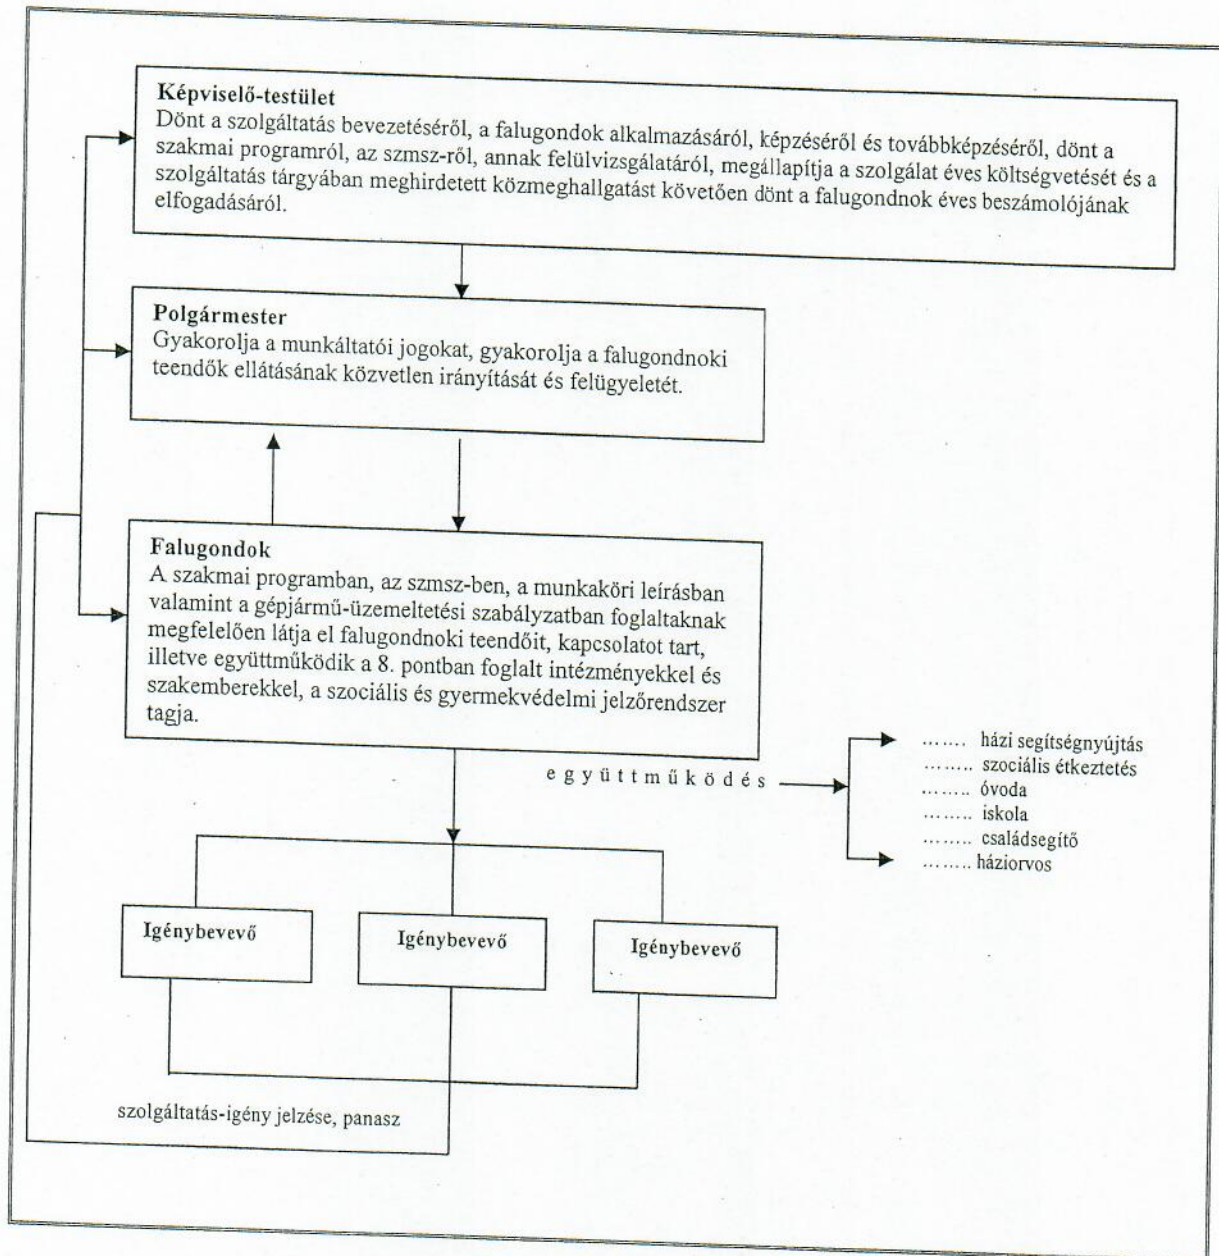 Képviselő-testület
Dönt a szolgáltatás bevezetéséről, a falugondok alkalmazásáról, képzéséről és továbbképzéséről, dönt a
szakmai programról, az szmsz-ről, annak felülvizsgálatáról, megállapítja a szolgálat éves költségvetését és a
szolgáltatás tárgyában meghirdetett közmeghallgatást követően dönt a falugondnok éves beszámolójának
elfogadásáról.
Polgármester
Gyakorolja a munkáltatói jogokat, gyakorolja a falugondnoki
teendők ellátásának közvetlen irányítását és felügyeletét.
Falugondok
A szakmai programban, az szmsz-ben, a munkaköri leírásban
valamint a gépjármű-üzemeltetési szabályzatban foglaltaknak
megfelelően látja el falugondnoki teendőit, kapcsolatot tart,
illetve együttműködik a 8. pontban foglalt intézményekkel és
szakemberekkel, a szociális és gyermekvédelmi jelzőrendszer
tagja.
e g y ü t t m ű k ö d é s
....... házi segítségnyújtás
........ szociális étkeztetés
........ óvoda
........ iskola
........ családsegítő
........ háziorvos
Igénybevevő
Igénybevevő
Igénybevevő
szolgáltatás-igény jelzése, panasz